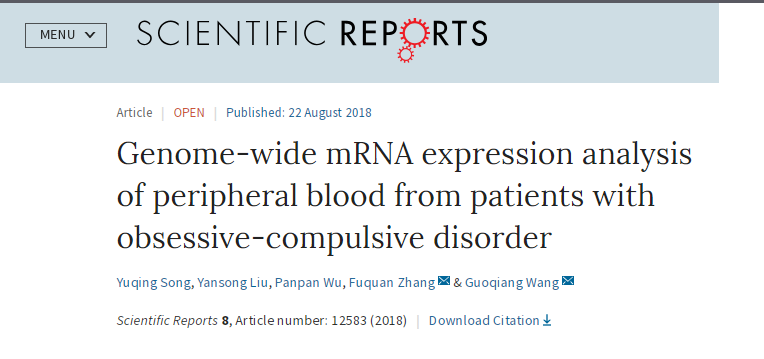 MENU
SCIENTIFIC REPORTS
Article | OPEN | Published: 22 August 2018
Genome-wide mRNA expression analysis
of peripheral blood from patients with
obsessive-compulsive disorder
Yuqing Song, Yansong Liu, Panpan Wu, Fuquan Zhang & Guoqiang Wang
Scientific Reports 8, Article number: 12583 (2018) | Download Citation